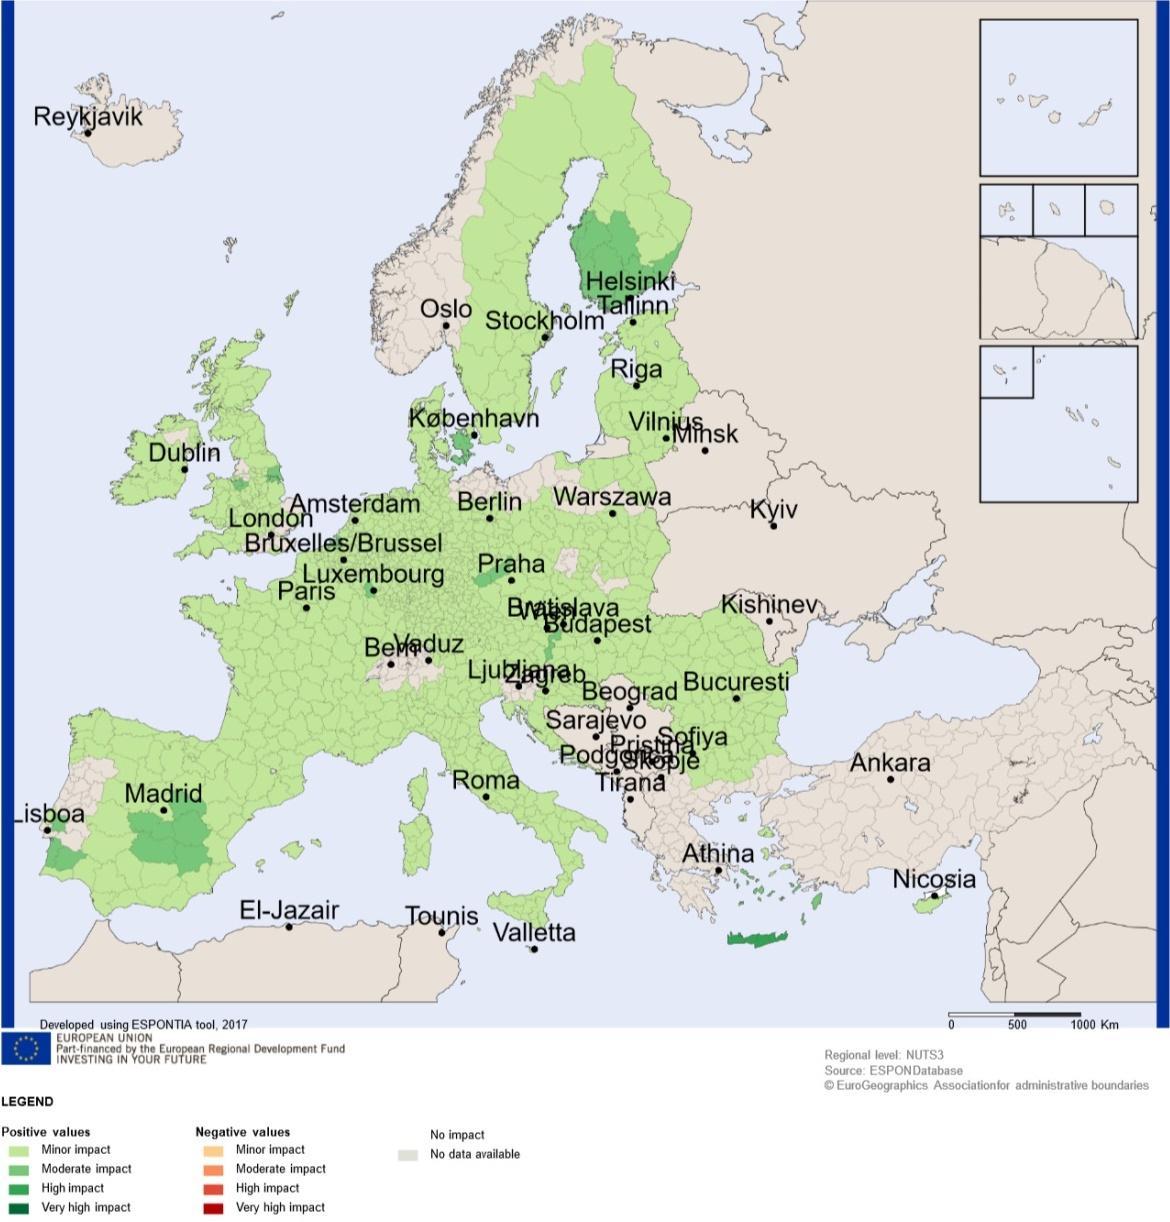 Reykjavik
Oslo
Helsinki
Tallinn
Stockholm
Riga
København
Vilnius
Minsk
Dublin
Amsterdam
Berlin
Warszawa
Kyiv
London
Bruxelles/Brussel
Praha
Luxembourg
Paris
Bratislava
Wien
Budapest
Kishinev
Bern
Vaduz
Ljubljana
Zagreb
Beograd
Bucuresti
Sarajevo
Sofiya
Pristina
Podgorica
Skopje
Tirana
Roma
Ankara
Madrid
Lisboa
Athina
Nicosia
El-Jazair
Tounis
Valletta
Developed using ESPONTIA tool, 2017
0 500 1000 Km
EUROPEAN UNION
Part-financed by the European Regional Development Fund
INVESTING IN YOUR FUTURE
Regional level: NUTS3
Source: ESPONDatabase
© EuroGeographics Associationfor administrative boundaries
LEGEND
Positive values
Minor impact
Moderate impact
High impact
Very high impact
Negative values
Minor impact
Moderate impact
High impact
Very high impact
No impact
No data available